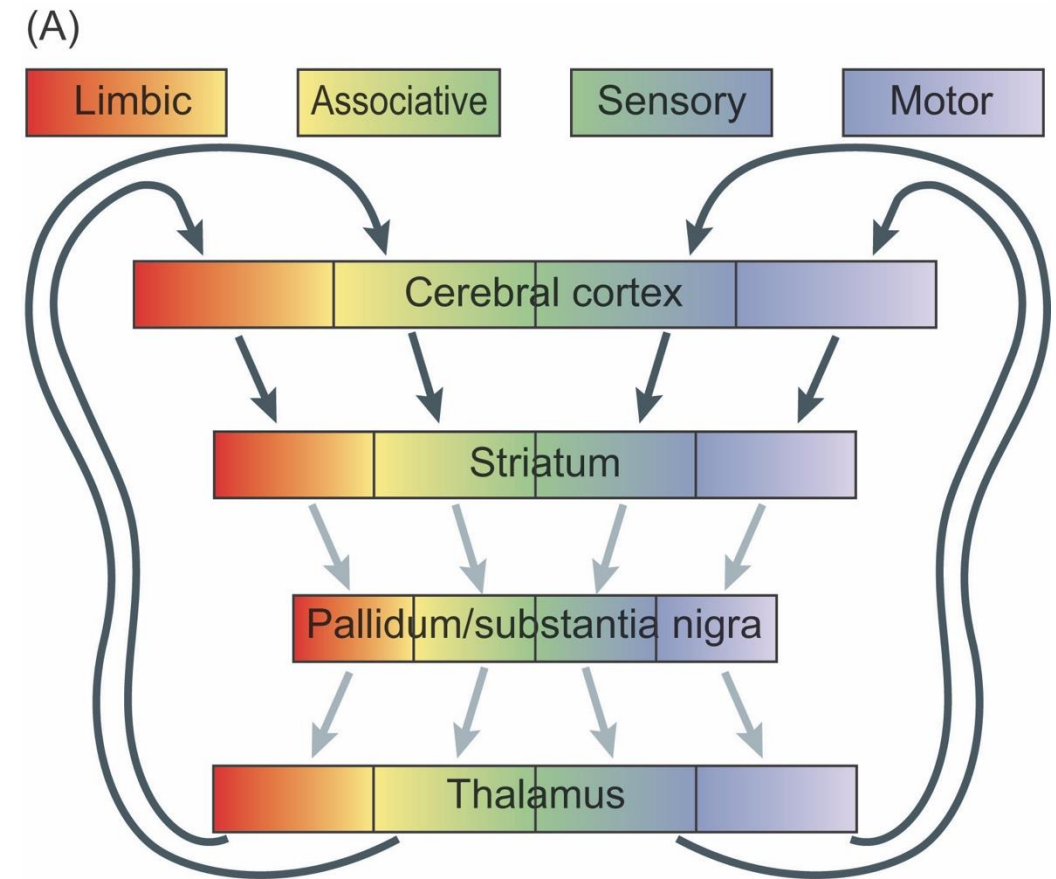 (A)
Limbic Associative Sensory Motor
Cerebral cortex
Striatum
Pallidum/substantia nigra
Thalamus